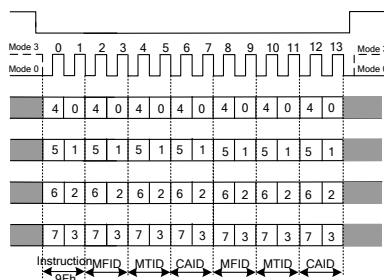 Mode 3 0 1 2 3 4 5 6 7 8 9 10 11 12 13 Mode 3
Mode 0 Mode 0
4 0 4 0 4 0 4 0 4 0 4 0 4 0
5 1 5 1 5 1 5 1 5 1 5 1 5 1
6 2 6 2 6 2 6 2 6 2 6 2 6 2
7 3 7 3 7 3 7 3 7 3 7 3 7 3
Instruction MFID MTID CAID MFID MTID CAID
9Fh